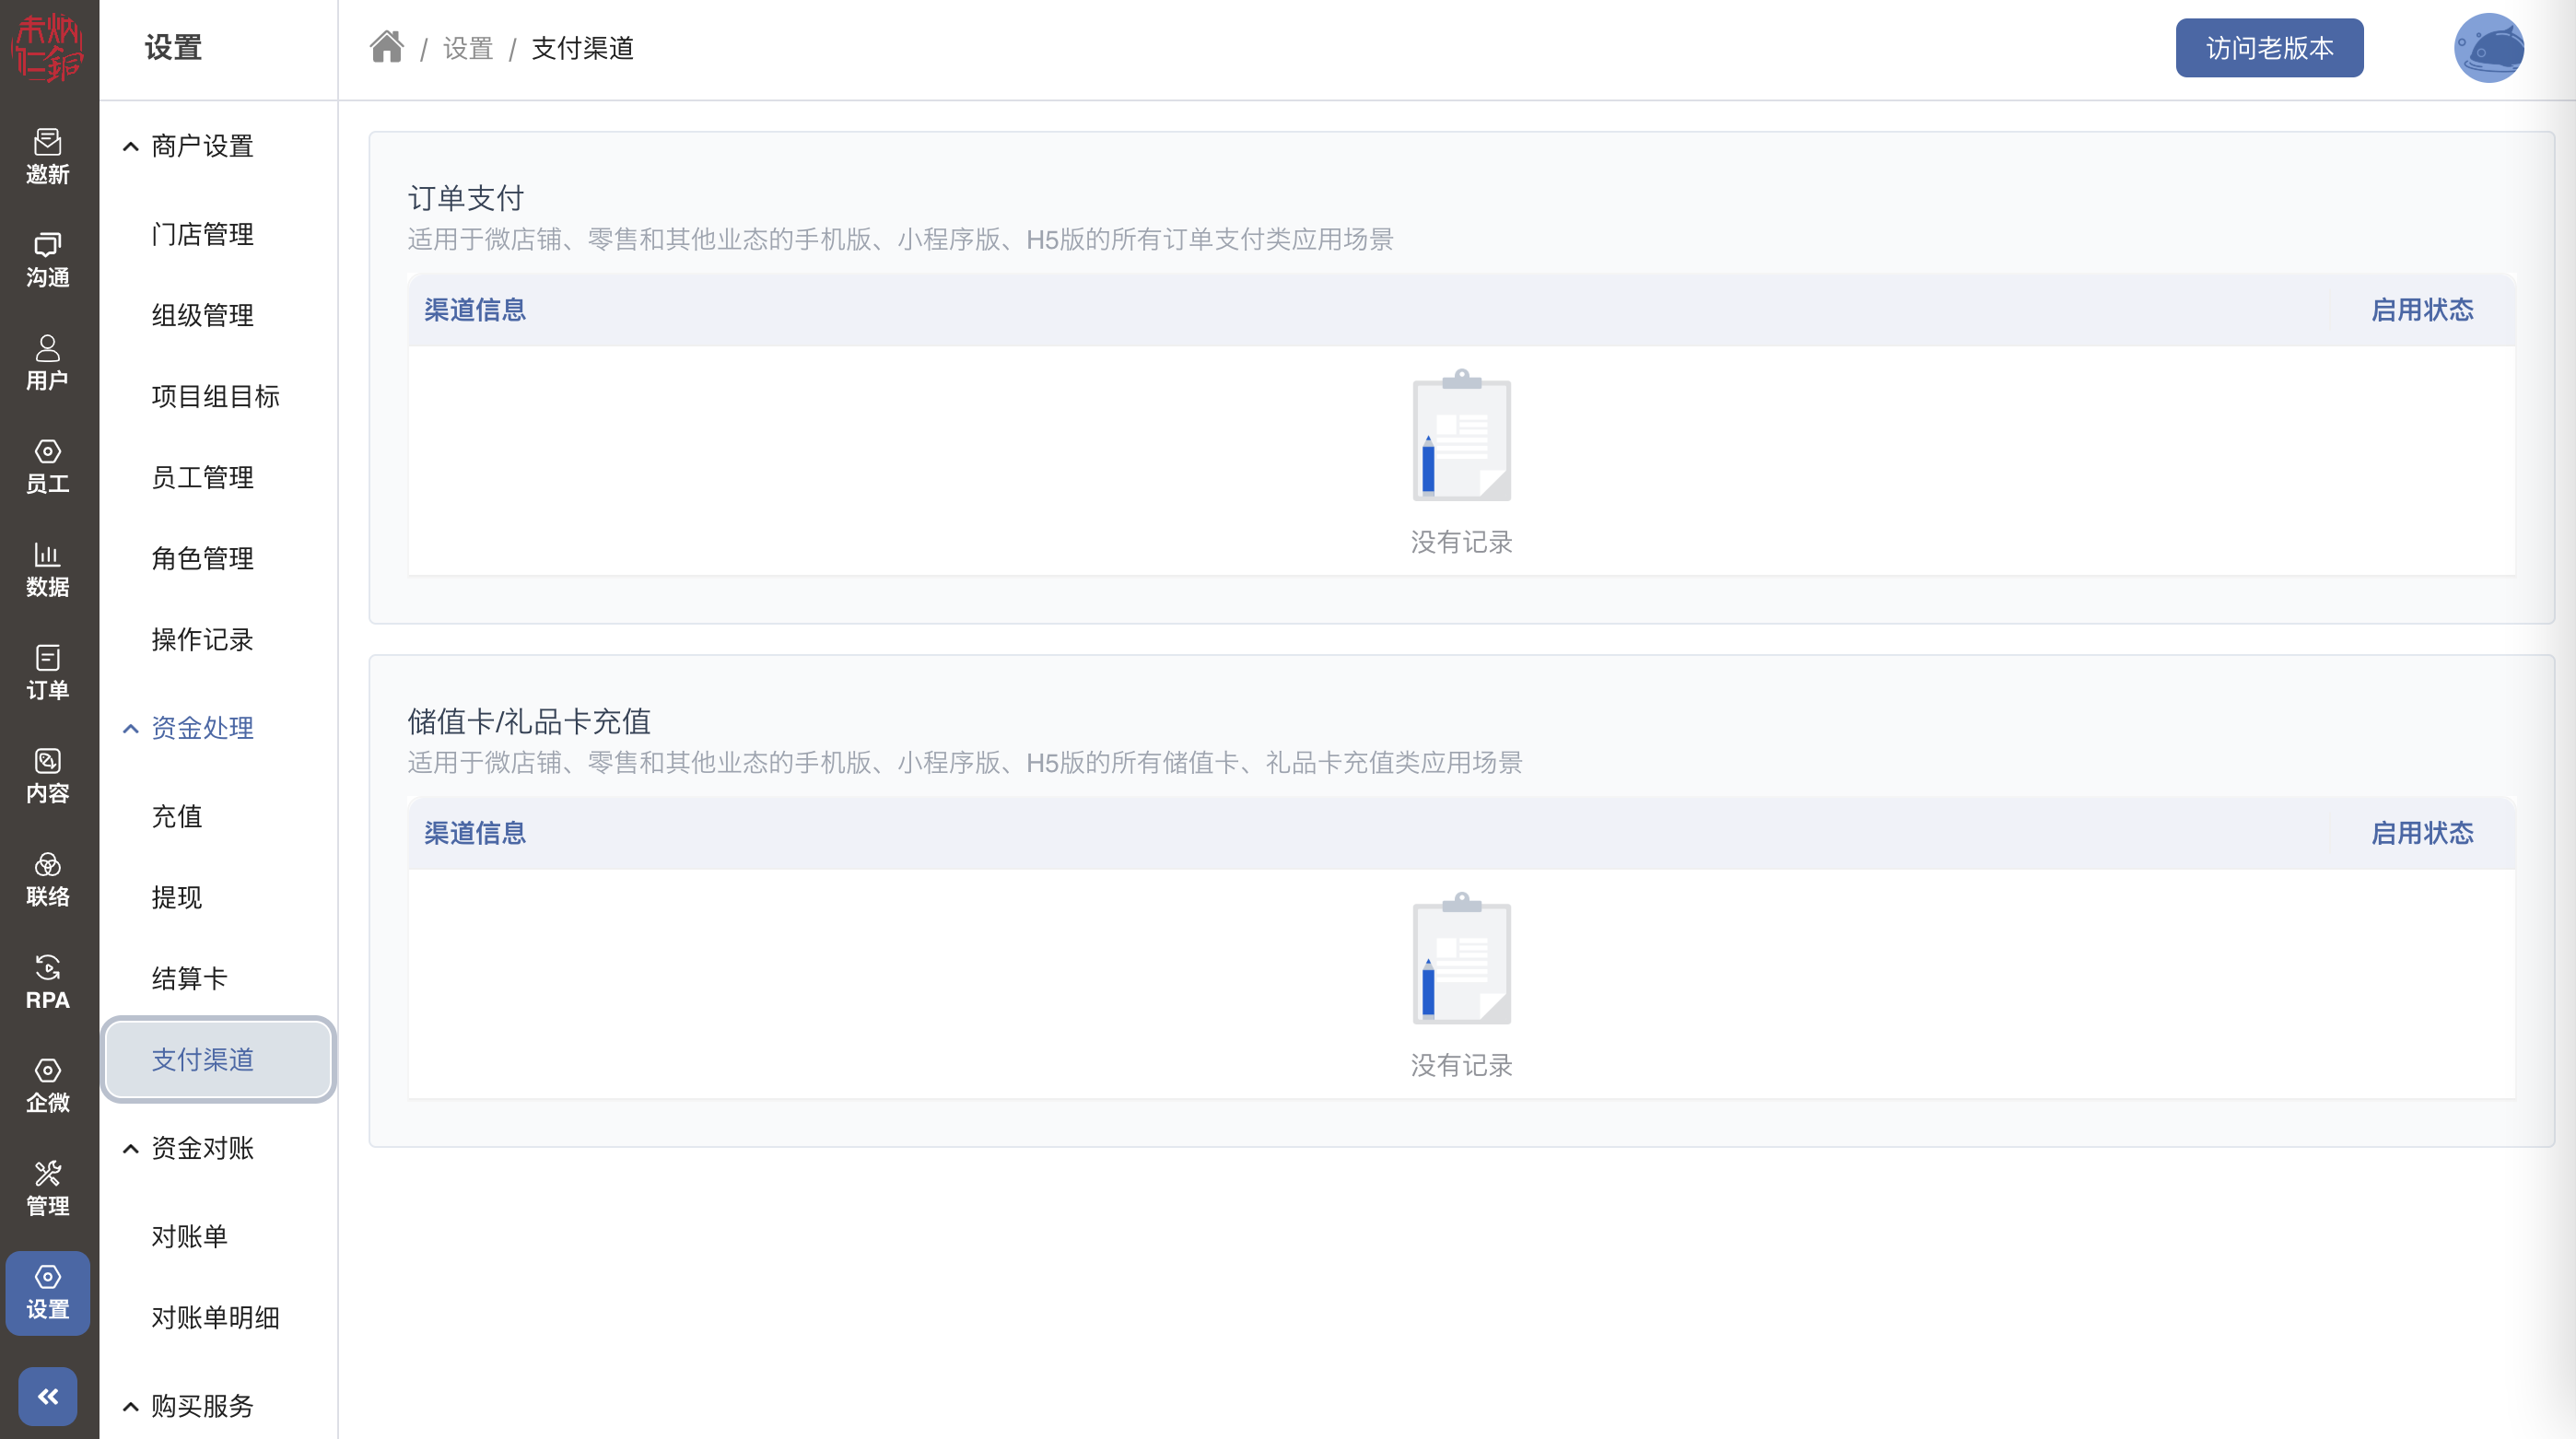 邀新
沟通
用户
员工
数据
订单
内容
联络
RPA
企微
管理
设置
设置
商户设置
门店管理
组级管理
项目组目标
员工管理
角色管理
操作记录
资金处理
充值
提现
结算卡
支付渠道
资金对账
对账单
对账单明细
购买服务
/ 设置 / 支付渠道
访问老版本
订单支付
适用于微店铺、零售和其他业态的手机版、小程序版、H5版的所有订单支付类应用场景
渠道信息 启用状态
没有记录
储值卡/礼品卡充值
适用于微店铺、零售和其他业态的手机版、小程序版、H5版的所有储值卡、礼品卡充值类应用场景
渠道信息 启用状态
没有记录